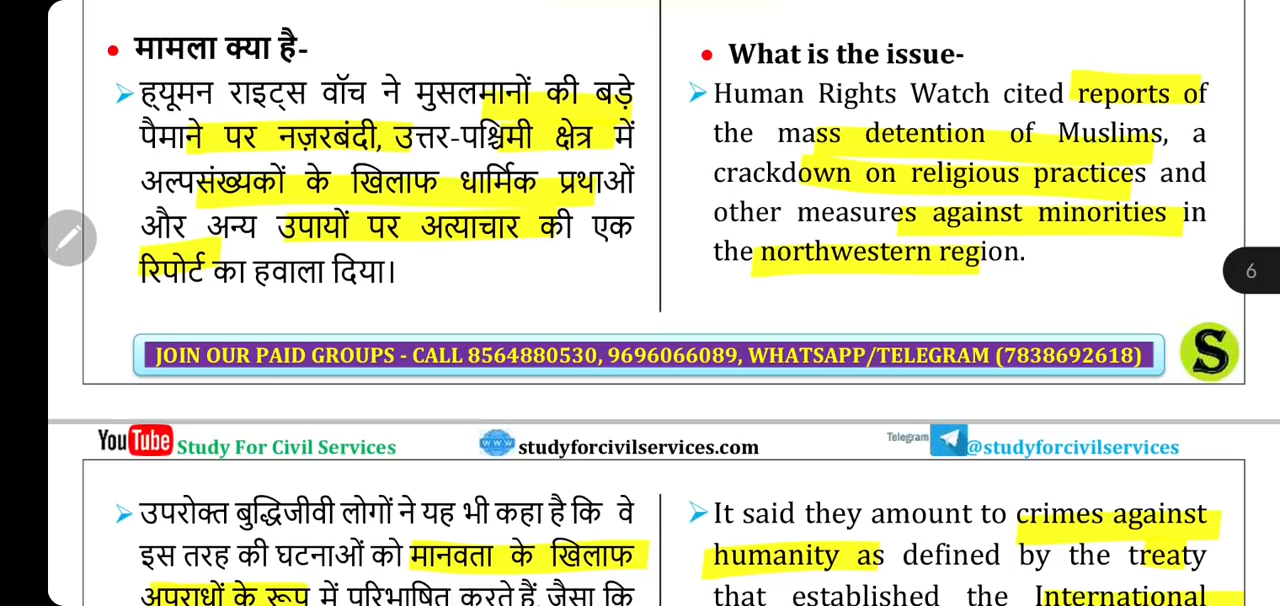 • मामला क्या है-
➢ ह्यूमन राइट्स वॉच ने मुसलमानों की बड़े
पैमाने पर नज़रबंदी, उत्तर-पश्चिमी क्षेत्र में
अल्पसंख्यकों के खिलाफ धार्मिक प्रथाओं
और अन्य उपायों पर अत्याचार की एक
रिपोर्ट का हवाला दिया।
• What is the issue-
➢ Human Rights Watch cited reports of
the mass detention of Muslims, a
crackdown on religious practices and
other measures against minorities in
the northwestern region.
6
JOIN OUR PAID GROUPS - CALL 8564880530, 9696066089, WHATSAPP/TELEGRAM (7838692618)
S
YouTube Study For Civil Services
www studyforcivilservices.com
Telegram @studyforcivilservices
➢ उपरोक्त बुद्धिजीवी लोगों ने यह भी कहा है कि वे
इस तरह की घटनाओं को मानवता के खिलाफ
अपराधों के रूप में परिभाषित करते हैं, जैसा कि
➢ It said they amount to crimes against
humanity as defined by the treaty
that established the International